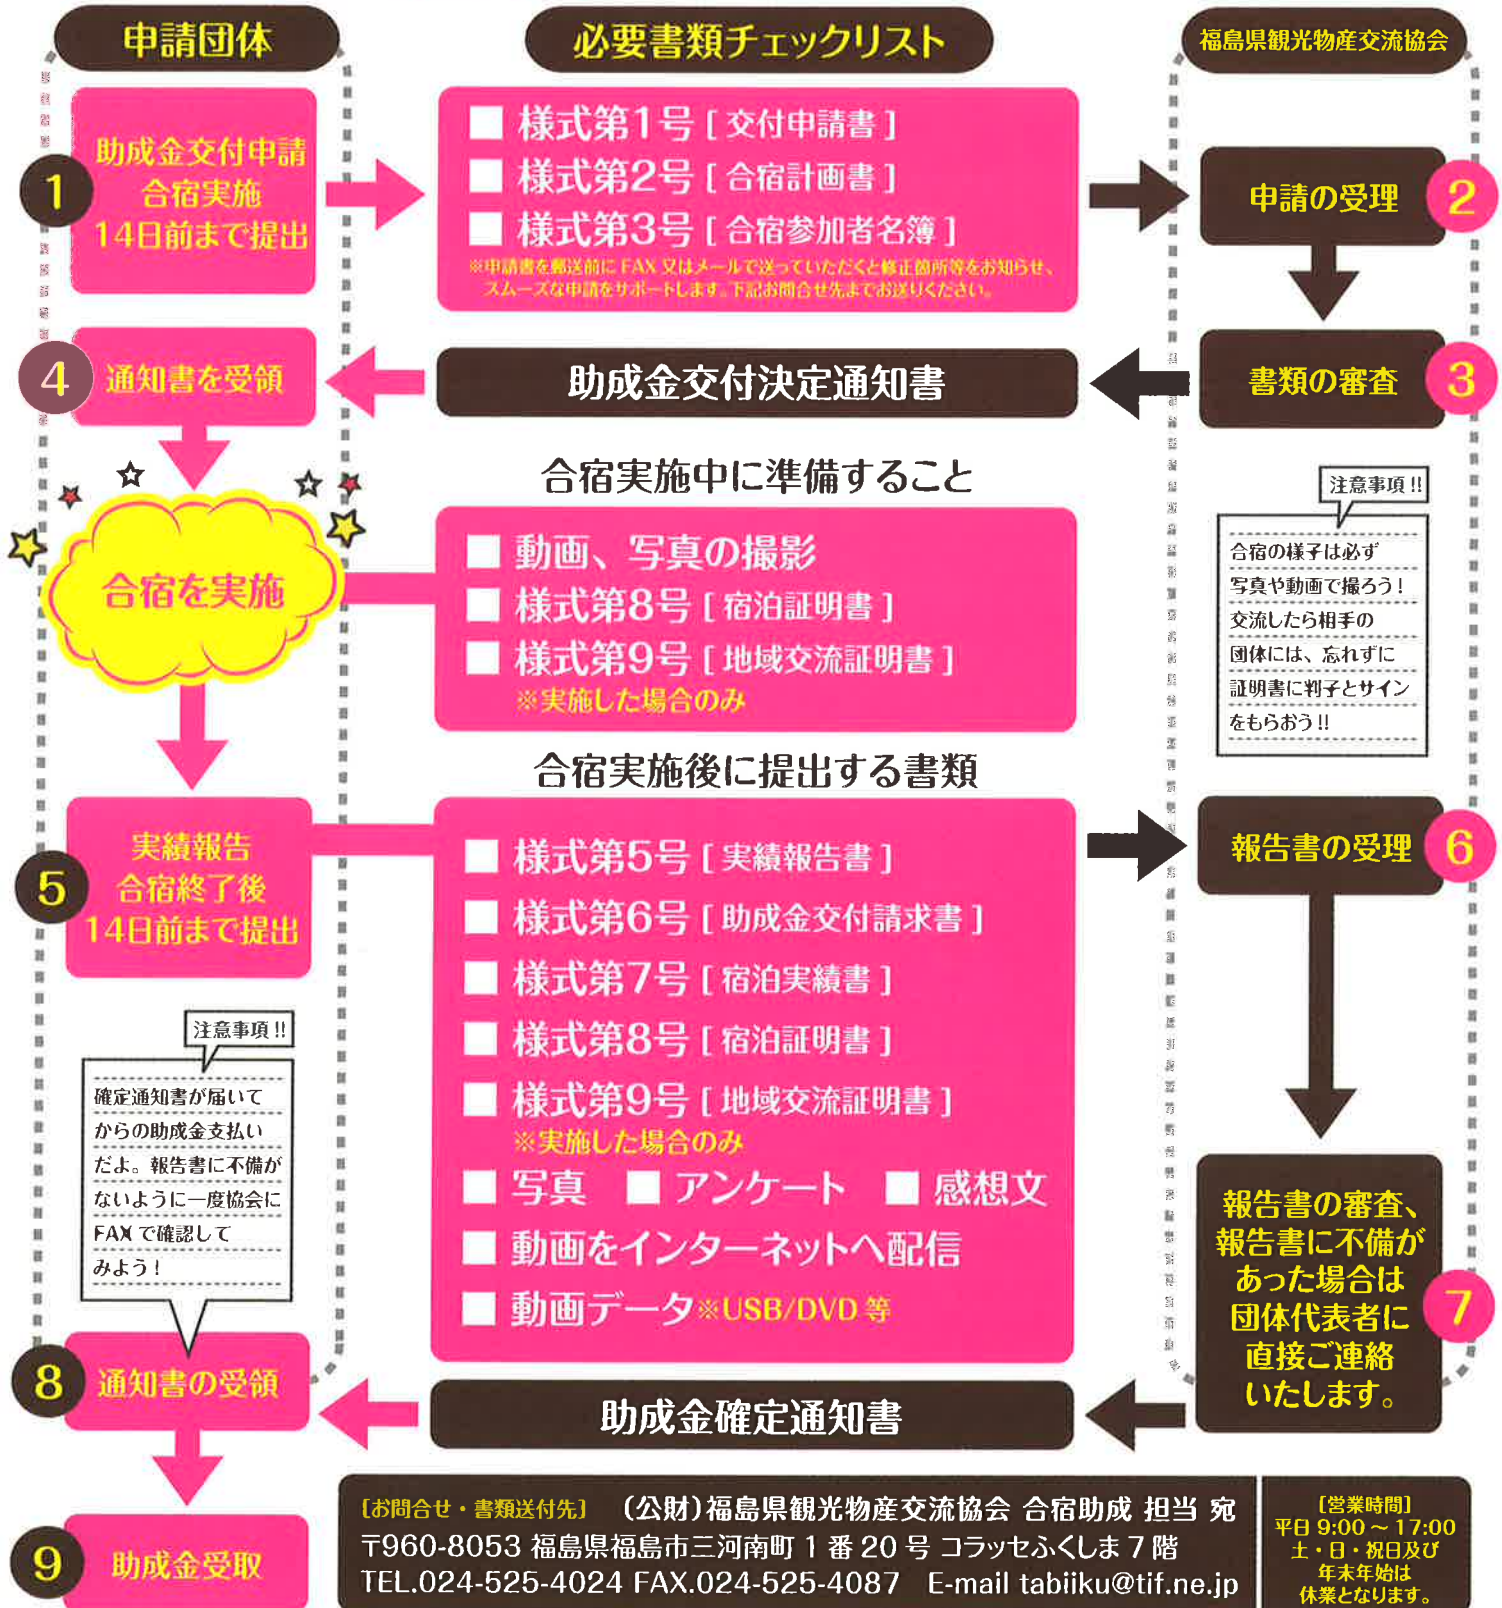 申請団体
必要書類チェックリスト
福島県観光物産交流協会
1
助成金交付申請
合宿実施
14日前まで提出
様式第1号 [ 交付申請書 ]
様式第2号 [ 合宿計画書 ]
様式第3号 [ 合宿参加者名簿 ]
※申請書を郵送前に FAX 又はメールで送っていただくと修正箇所等をお知らせ、
スムーズな申請をサポートします。下記お問合せ先までお送りください。
申請の受理
2
4
通知書を受領
助成金交付決定通知書
書類の審査
3
合宿を実施
合宿実施中に準備すること
動画、写真の撮影
様式第8号 [ 宿泊証明書 ]
様式第9号 [ 地域交流証明書 ]
※実施した場合のみ
注意事項 !!
合宿の様子は必ず
写真や動画で撮ろう!
交流したら相手の
団体には、忘れずに
証明書に判子とサイン
をもらおう!!
合宿実施後に提出する書類
5
実績報告
合宿終了後
14日前まで提出
様式第5号 [ 実績報告書 ]
様式第6号 [ 助成金交付請求書 ]
様式第7号 [ 宿泊実績書 ]
様式第8号 [ 宿泊証明書 ]
様式第9号 [ 地域交流証明書 ]
※実施した場合のみ
写真 アンケート 感想文
動画をインターネットへ配信
動画データ※USB/DVD 等
報告書の受理
6
報告書の審査、
報告書に不備が
あった場合は
団体代表者に
直接ご連絡
いたします。
7
注意事項 !!
確定通知書が届いて
からの助成金支払い
だよ。報告書に不備が
ないように一度協会に
FAX で確認して
みよう!
8
通知書の受領
助成金確定通知書
9
助成金受取
[お問合せ・書類送付先] (公財)福島県観光物産交流協会 合宿助成 担当 宛
〒960-8053 福島県福島市三河南町 1 番 20 号 コラッセふくしま 7 階
TEL.024-525-4024 FAX.024-525-4087 E-mail tabiiku@tif.ne.jp
[営業時間]
平日 9:00 ~ 17:00
土・日・祝日及び
年末年始は
休業となります。